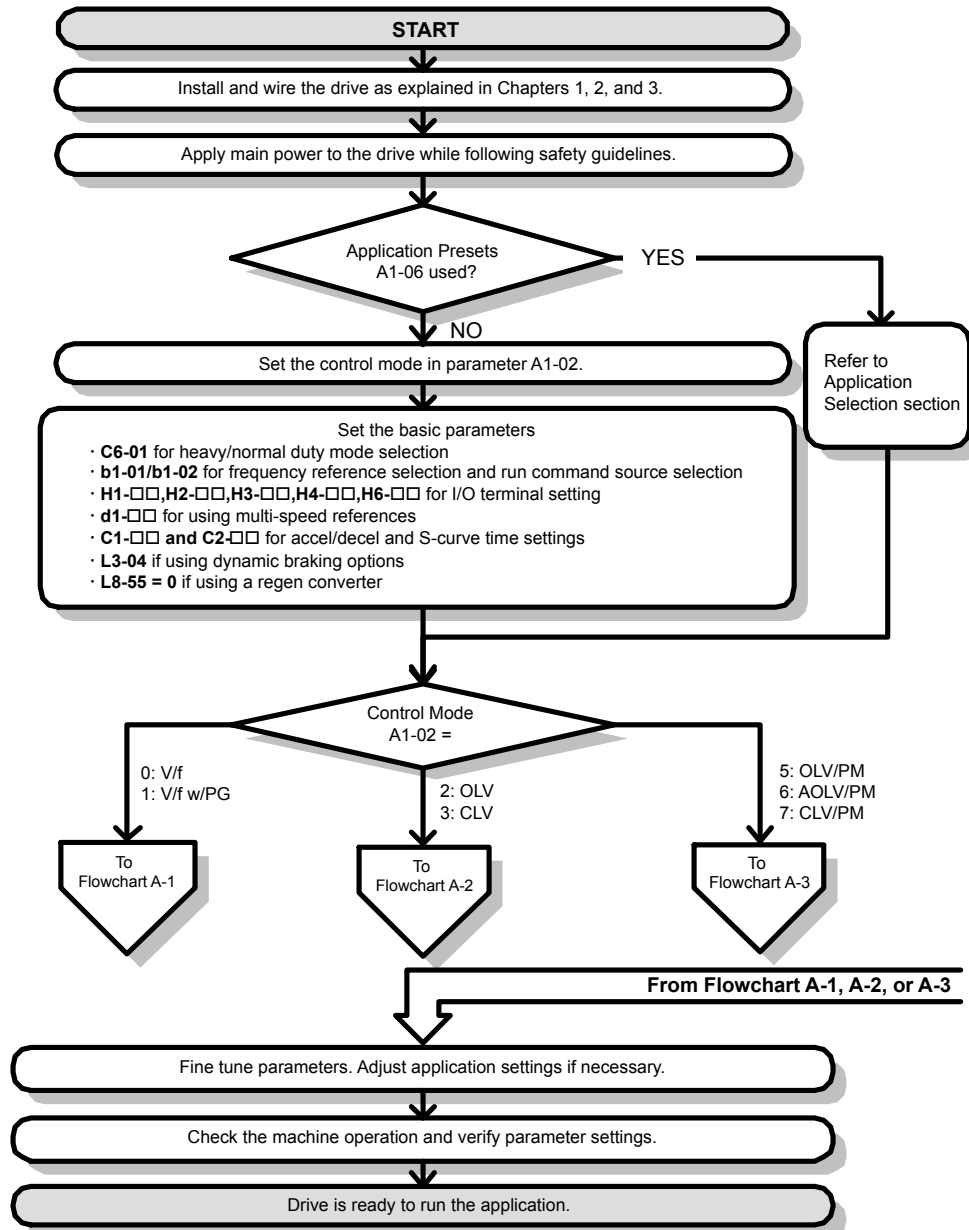 START
Install and wire the drive as explained in Chapters 1, 2, and 3.
Apply main power to the drive while following safety guidelines.
Application Presets
A1-06 used?
YES
NO
Set the control mode in parameter A1-02.
Refer to
Application
Selection section
Set the basic parameters
· C6-01 for heavy/normal duty mode selection
· b1-01/b1-02 for frequency reference selection and run command source selection
· H1-□□,H2-□□,H3-□□,H4-□□,H6-□□ for I/O terminal setting
· d1-□□ for using multi-speed references
· C1-□□ and C2-□□ for accel/decel and S-curve time settings
· L3-04 if using dynamic braking options
· L8-55 = 0 if using a regen converter
Control Mode
A1-02 =
0: V/f
1: V/f w/PG
2: OLV
3: CLV
5: OLV/PM
6: AOLV/PM
7: CLV/PM
To
Flowchart A-1
To
Flowchart A-2
To
Flowchart A-3
From Flowchart A-1, A-2, or A-3
Fine tune parameters. Adjust application settings if necessary.
Check the machine operation and verify parameter settings.
Drive is ready to run the application.